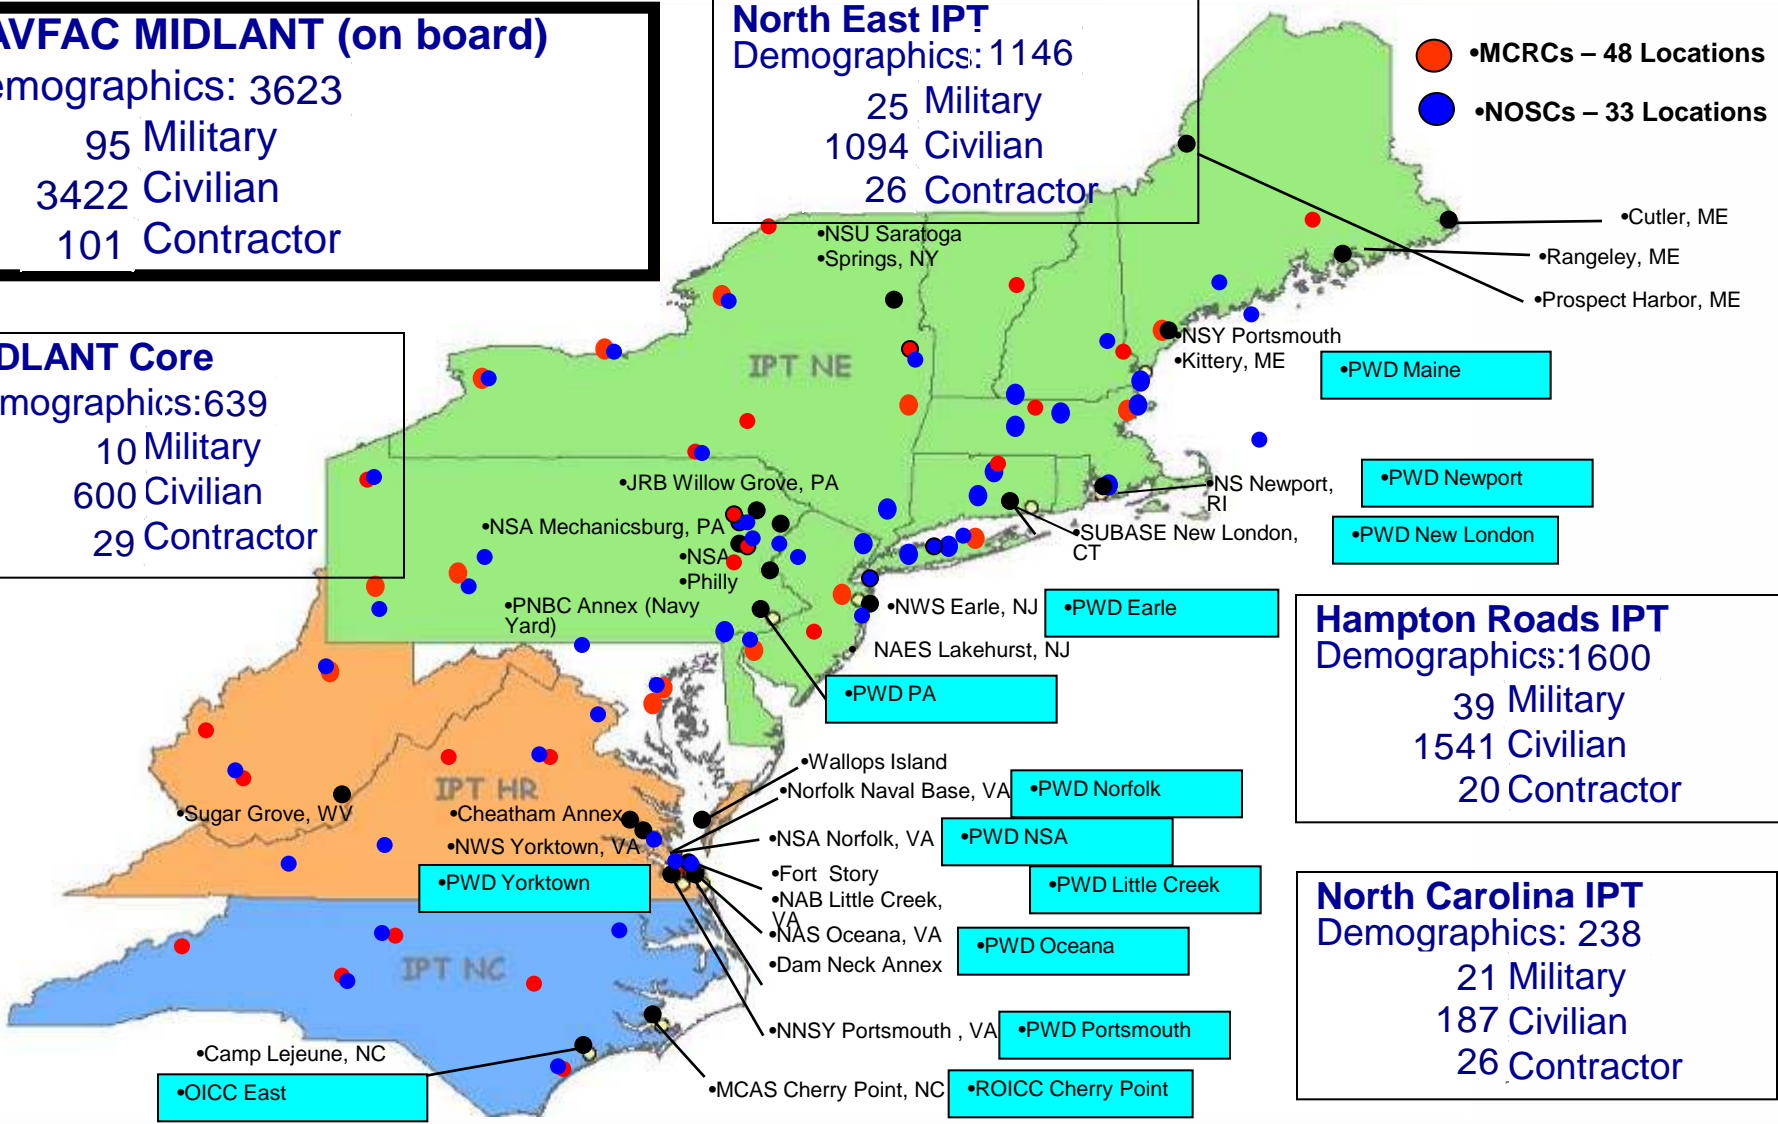 AVFAC MIDLANT (on board)
emographics: 3623
95 Military
3422 Civilian
101 Contractor
North East IPT
Demographics: 1146
25 Military
1094 Civilian
26 Contractor
•MCRCs – 48 Locations
•NOSCs – 33 Locations
•Cutler, ME
•Rangeley, ME
•Prospect Harbor, ME
•NSU Saratoga
•Springs, NY
DLANT Core
mographics:639
10 Military
600 Civilian
29 Contractor
IPT NE
•NSY Portsmouth
•Kittery, ME
•PWD Maine
•JRB Willow Grove, PA
•NS Newport,
RI
•PWD Newport
•NSA Mechanicsburg, PA
•SUBASE New London,
CT
•PWD New London
•NSA
•Philly
•PNBC Annex (Navy
Yard)
•NWS Earle, NJ
•PWD Earle
• NAES Lakehurst, NJ
•PWD PA
Hampton Roads IPT
Demographics:1600
39 Military
1541 Civilian
20 Contractor
IPT HR
•Wallops Island
•Norfolk Naval Base, VA
•PWD Norfolk
•Sugar Grove, WV
•Cheatham Annex
•NWS Yorktown, VA
•PWD Yorktown
•NSA Norfolk, VA
•PWD NSA
•Fort Story
•NAB Little Creek,
VA
•PWD Little Creek
•NAS Oceana, VA
•PWD Oceana
•Dam Neck Annex
North Carolina IPT
Demographics: 238
21 Military
187 Civilian
26 Contractor
IPT NC
•NNSY Portsmouth , VA
•PWD Portsmouth
•Camp Lejeune, NC
•OICC East
•MCAS Cherry Point, NC
•ROICC Cherry Point